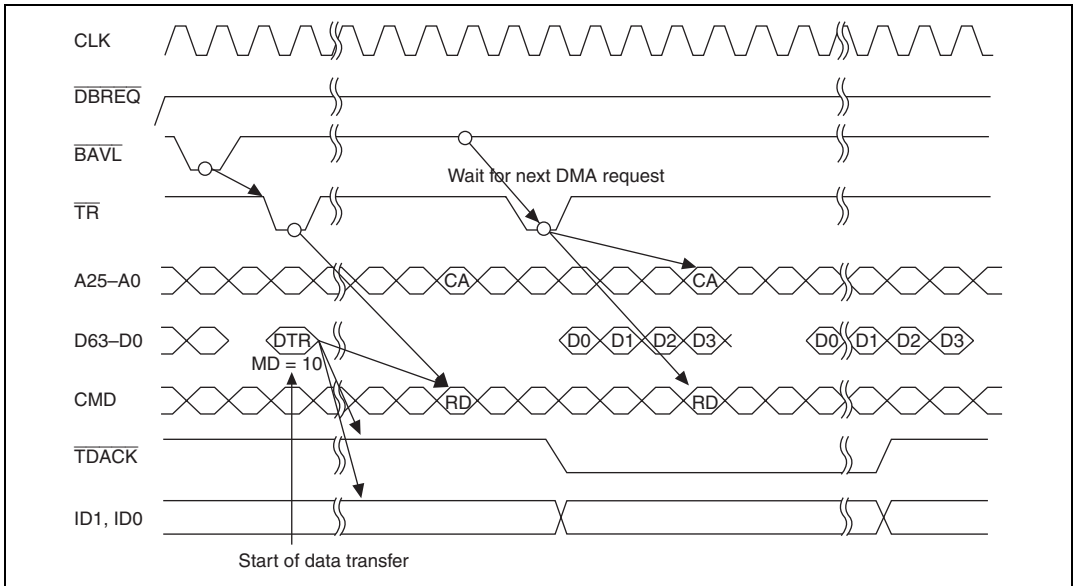 CLK
DBREQ
BAVL
Wait for next DMA request
TR
A25–A0 CA CA
D63–D0 DTR D0 D1 D2 D3 D0 D1 D2 D3
MD = 10
CMD RD RD
TDACK
ID1, ID0
Start of data transfer